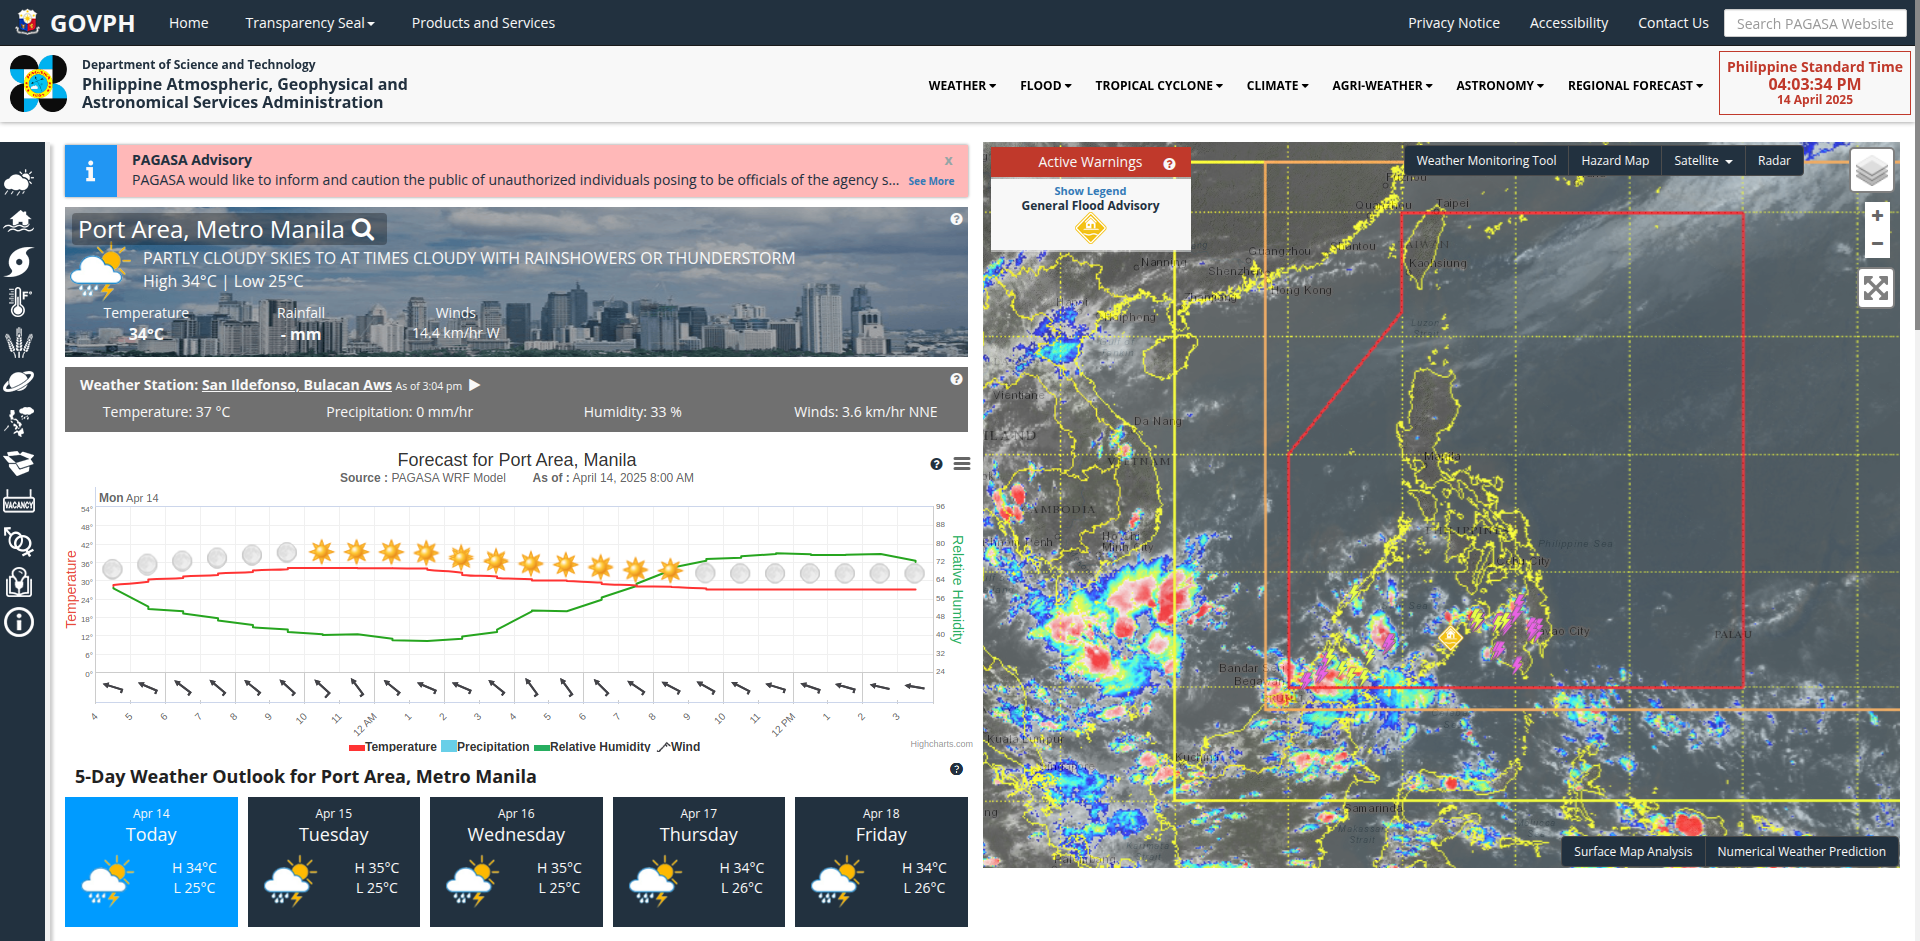 GOVPH
Home
Transparency Seal
Products and Services
Privacy Notice
Accessibility
Contact Us
Search PAGASA Website
Department of Science and Technology
Philippine Atmospheric, Geophysical and
Astronomical Services Administration
WEATHER
FLOOD
TROPICAL CYCLONE
CLIMATE
AGRI-WEATHER
ASTRONOMY
REGIONAL FORECAST
Philippine Standard Time
04:03:34 PM
14 April 2025
PAGASA Advisory
x
PAGASA would like to inform and caution the public of unauthorized individuals posing to be officials of the agency s... See More
Port Area, Metro Manila
PARTLY CLOUDY SKIES TO AT TIMES CLOUDY WITH RAINSHOWERS OR THUNDERSTORM
High 34°C | Low 25°C
Temperature
34°C
Rainfall
- mm
Winds
14.4 km/hr W
Weather Station: San Ildefonso, Bulacan Aws As of 3:04 pm
Temperature: 37 °C
Precipitation: 0 mm/hr
Humidity: 33 %
Winds: 3.6 km/hr NNE
Forecast for Port Area, Manila
Source : PAGASA WRF Model As of : April 14, 2025 8:00 AM
Mon Apr 14
Temperature
54°
48°
42°
36°
30°
24°
18°
12°
6°
0°
96
88
80
72
64
56
48
40
32
24
Relative Humidity
4 5 6 7 8 9 10 11 12 AM 1 2 3 4 5 6 7 8 9 10 11 12 PM 1 2 3
Temperature Precipitation Relative Humidity Wind
Highcharts.com
5-Day Weather Outlook for Port Area, Metro Manila
Apr 14
Today
H 34°C
L 25°C
Apr 15
Tuesday
H 35°C
L 25°C
Apr 16
Wednesday
H 35°C
L 25°C
Apr 17
Thursday
H 34°C
L 26°C
Apr 18
Friday
H 34°C
L 26°C
VACANCY
Active Warnings
Show Legend
General Flood Advisory
Weather Monitoring Tool
Hazard Map
Satellite
Radar
+
−
Taipei
Guangzhou
Nanning
Shenzhen
Kaohsiung
Hong Kong
Vientiane
Da Nang
VIETNAM
Manila
Philippine Sea
PALAU
Bandar Seri
Begawan
Kuala Lumpur
Samarinda
Surface Map Analysis
Numerical Weather Prediction